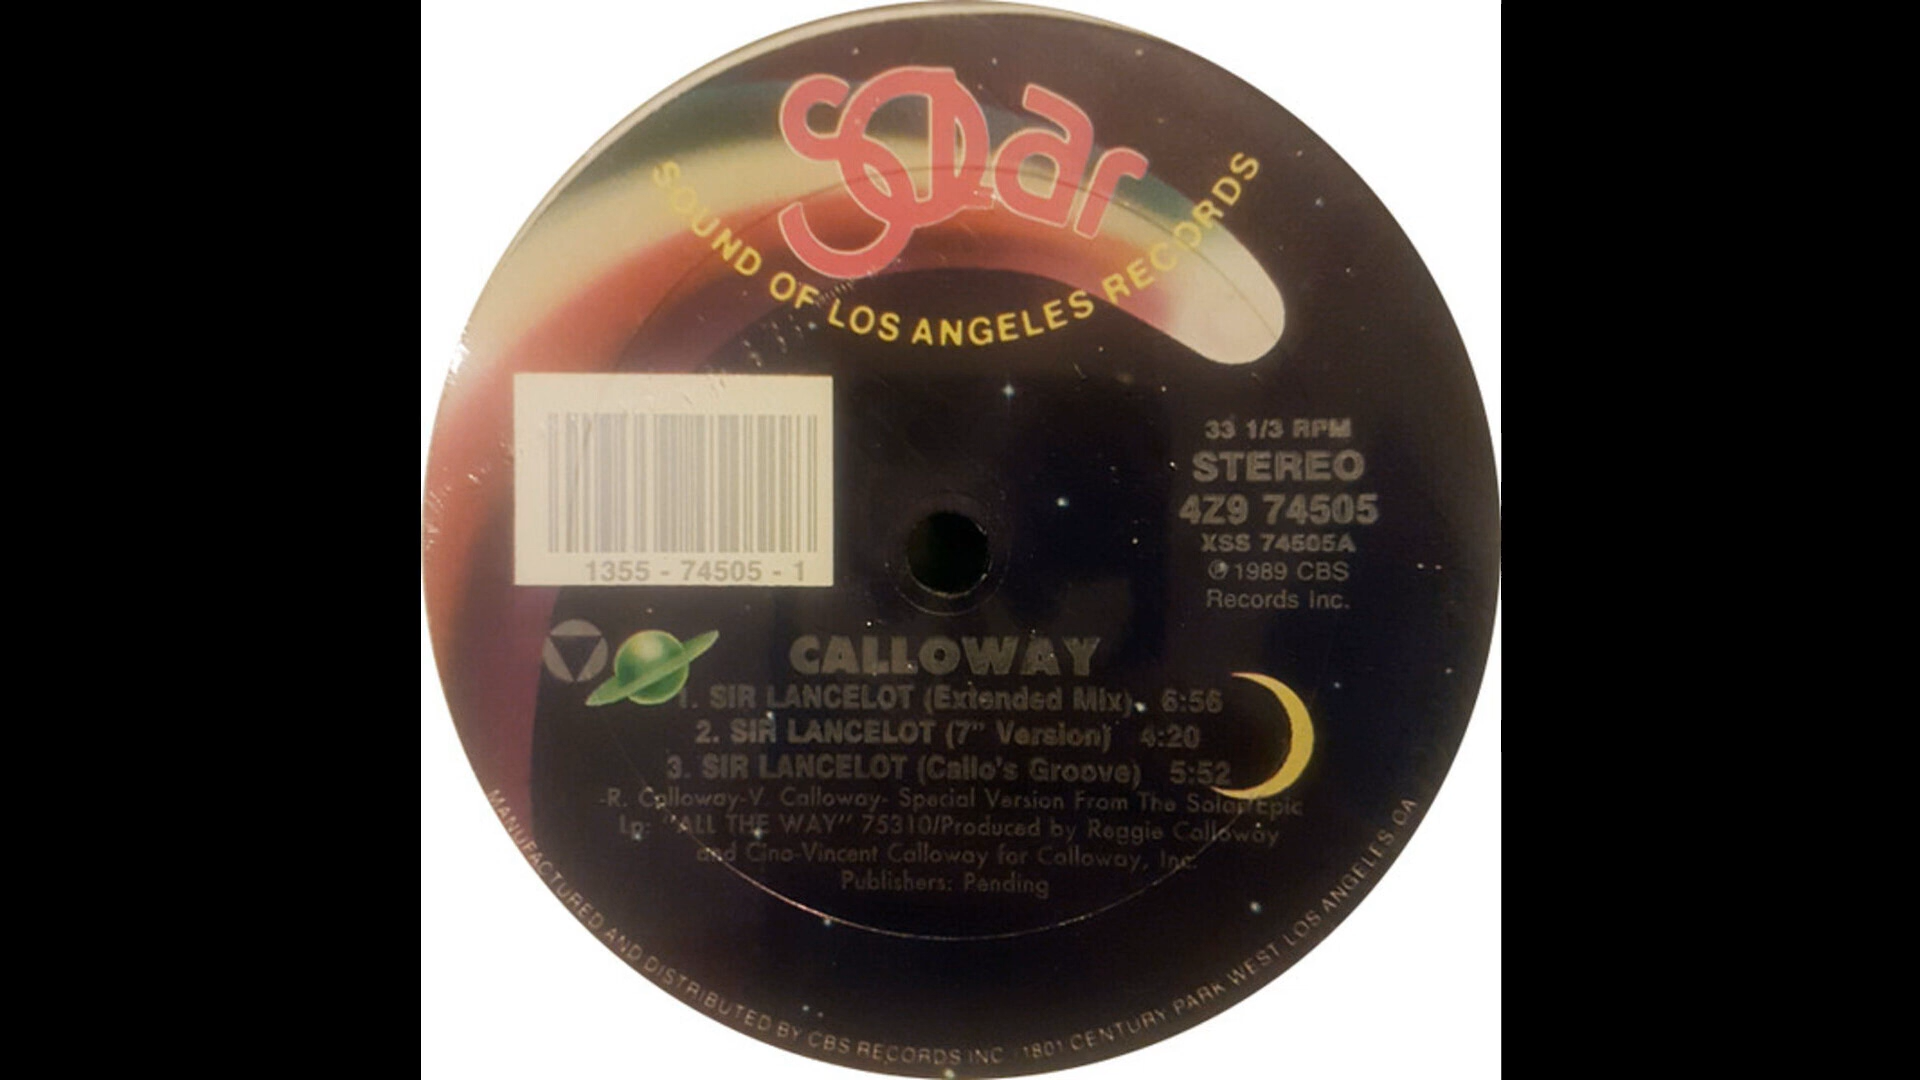 solar
SOUND OF LOS ANGELES RECORDS
33 1/3 RPM
STEREO
4Z9 74505
XSS 74505A
℗ 1989 CBS
Records Inc.
1355 - 74505 - 1
CALLOWAY
1. SIR LANCELOT (Extended Mix) 6:56
2. SIR LANCELOT (7" Version) 4:20
3. SIR LANCELOT (Callo's Groove) 5:52
-R. Calloway-V. Calloway- Special Version From The Solar/Epic
Lp: "ALL THE WAY" 75310/Produced by Reggie Calloway
and Cino-Vincent Calloway for Calloway, Inc.
Publishers: Pending
MANUFACTURED AND DISTRIBUTED BY CBS RECORDS INC. / 1801 CENTURY PARK WEST LOS ANGELES, CA